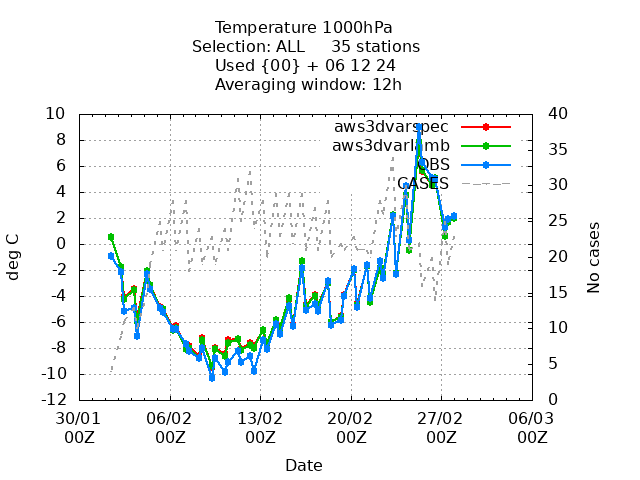 Temperature 1000hPa
Selection: ALL     35 stations
Used {00} + 06 12 24
Averaging window: 12h
aws3dvarspec
aws3dvarlamb
OBS
CASES
10
8
6
4
2
0
-2
-4
-6
-8
-10
-12
deg C
40
35
30
25
20
15
10
5
0
No cases
30/01 06/02 13/02 20/02 27/02 06/03
00Z 00Z 00Z 00Z 00Z 00Z
Date